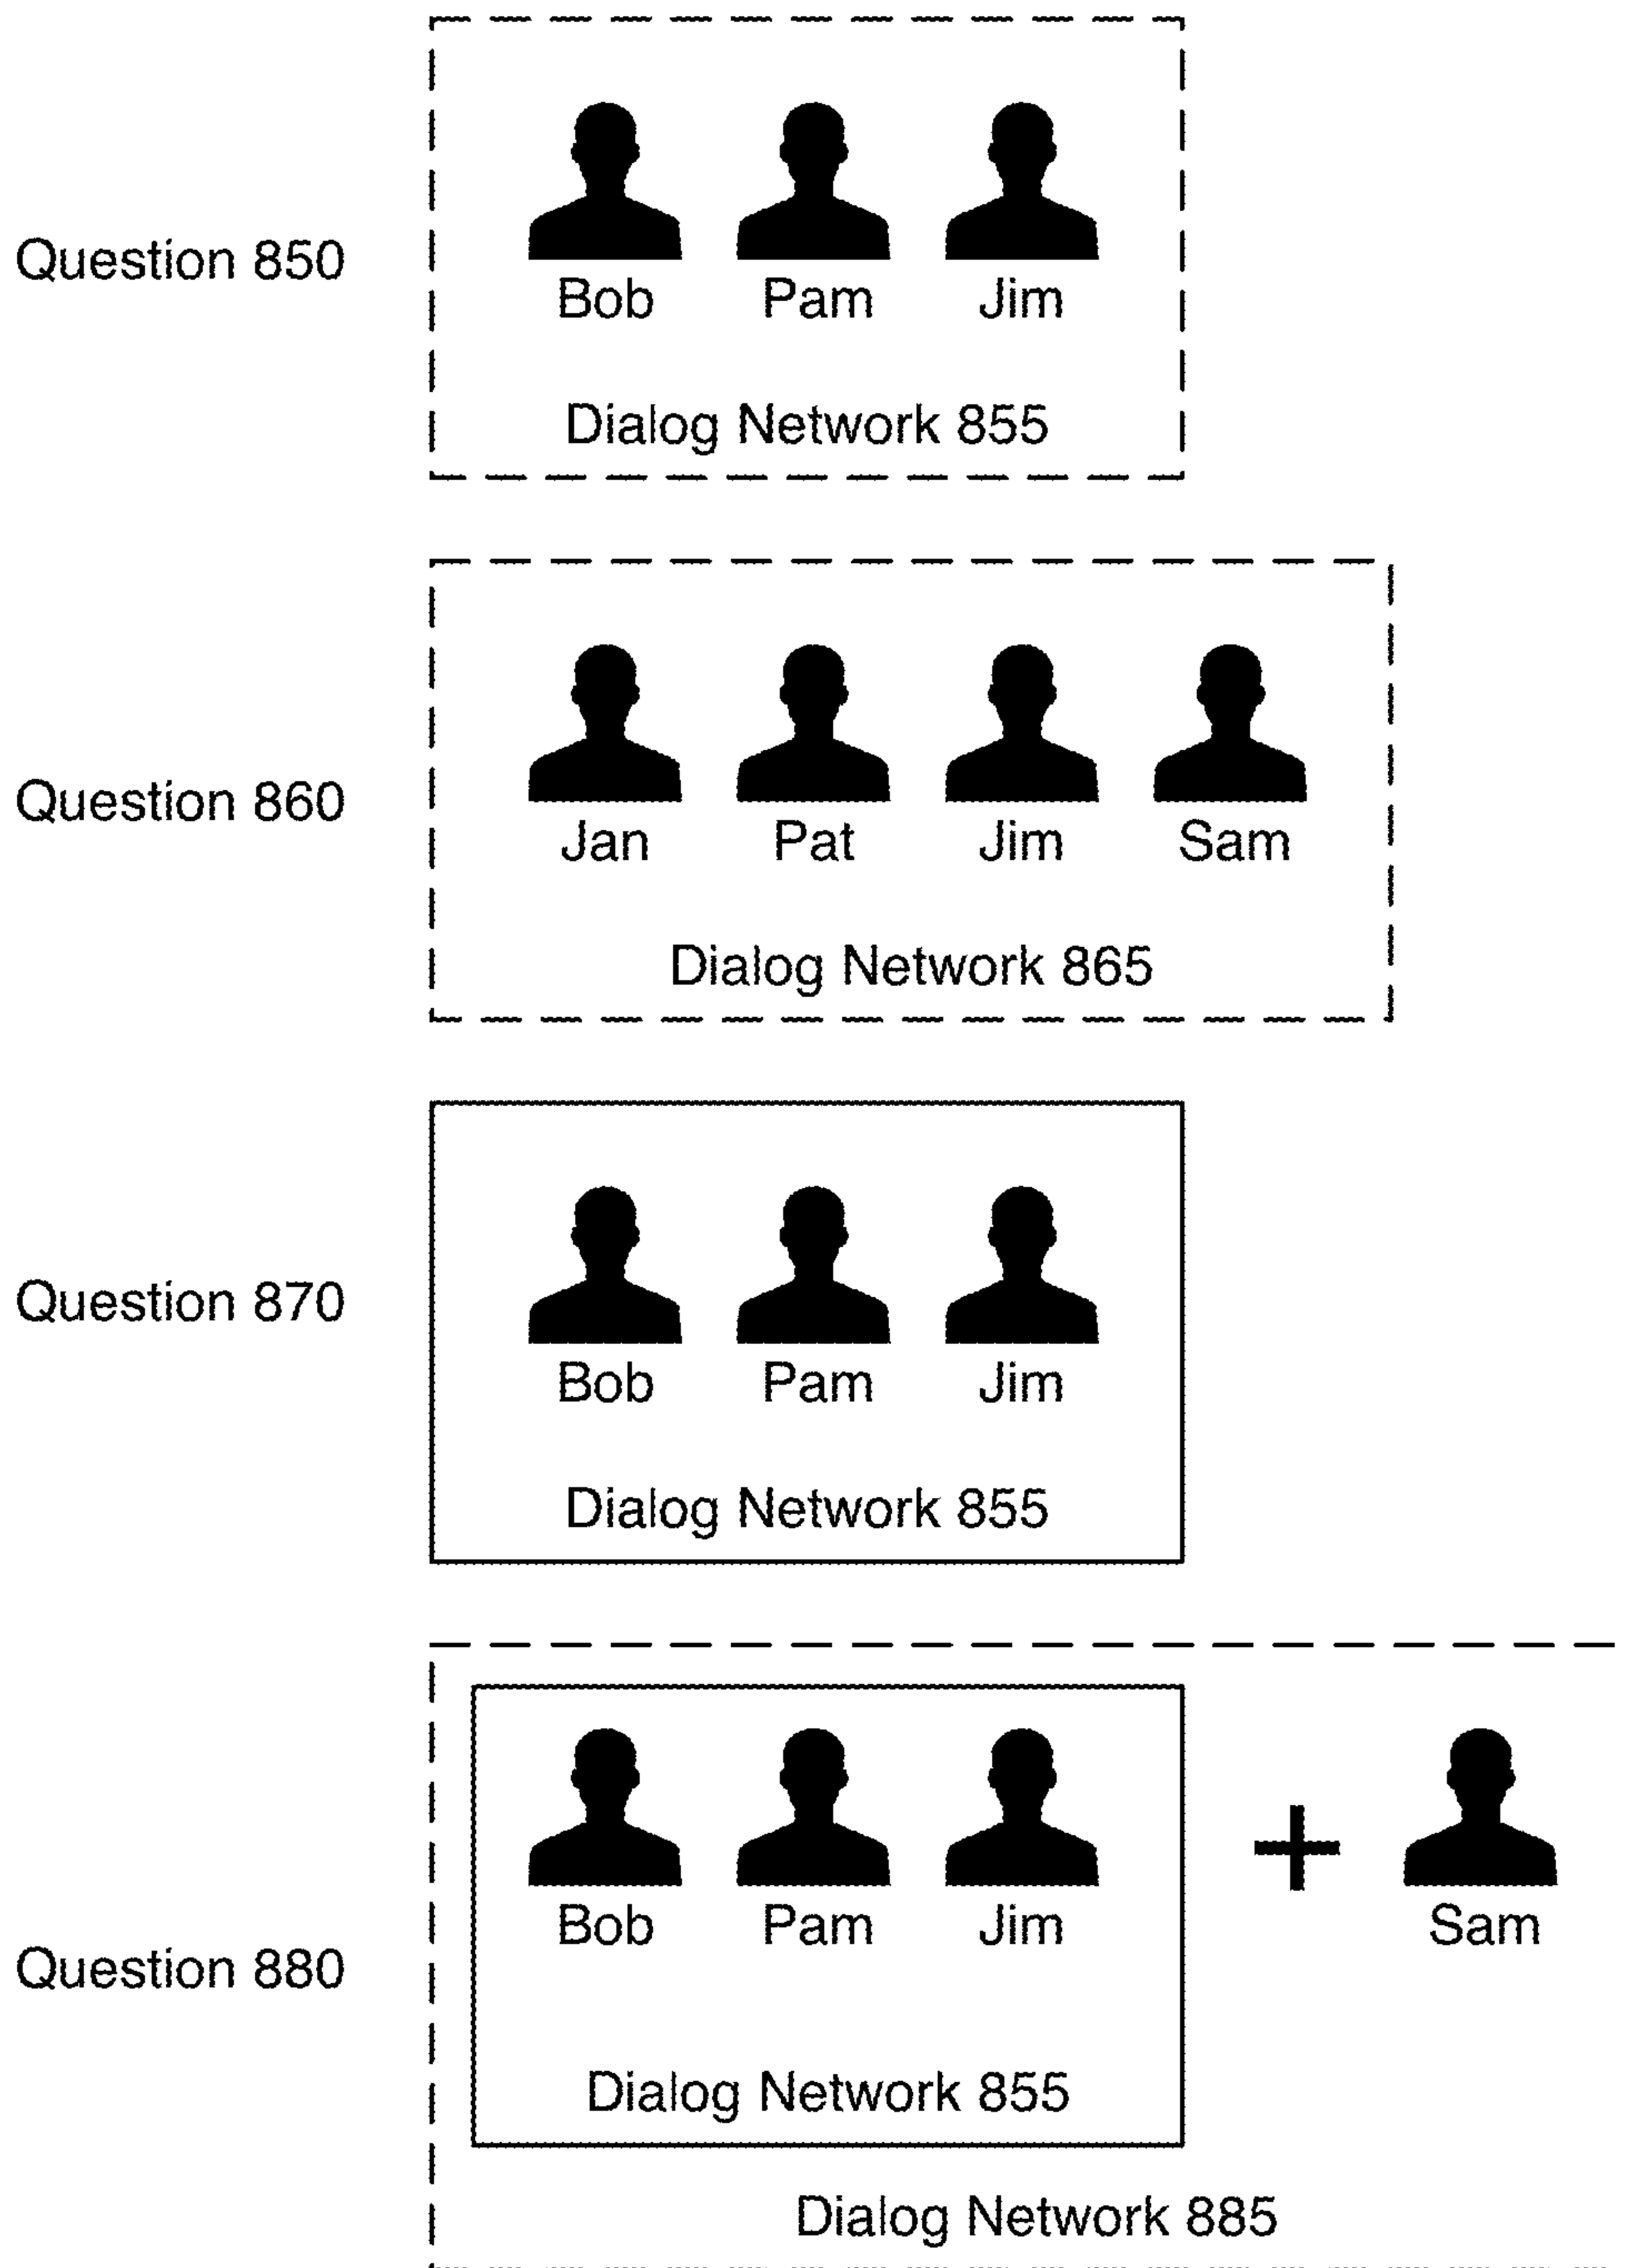 Question 850
Bob Pam Jim
Dialog Network 855
Question 860
Jan Pat Jim Sam
Dialog Network 865
Question 870
Bob Pam Jim
Dialog Network 855
Question 880
Bob Pam Jim + Sam
Dialog Network 855
Dialog Network 885